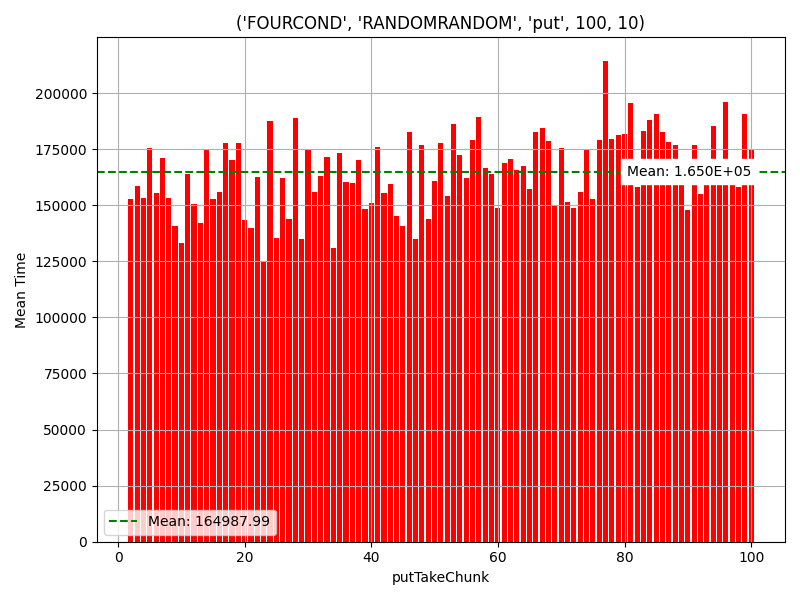 ('FOURCOND', 'RANDOMRANDOM', 'put', 100, 10)
200000
175000
150000
125000
100000
75000
50000
25000
0
Mean Time
Mean: 1.650E+05
Mean: 164987.99
0 20 40 60 80 100
putTakeChunk